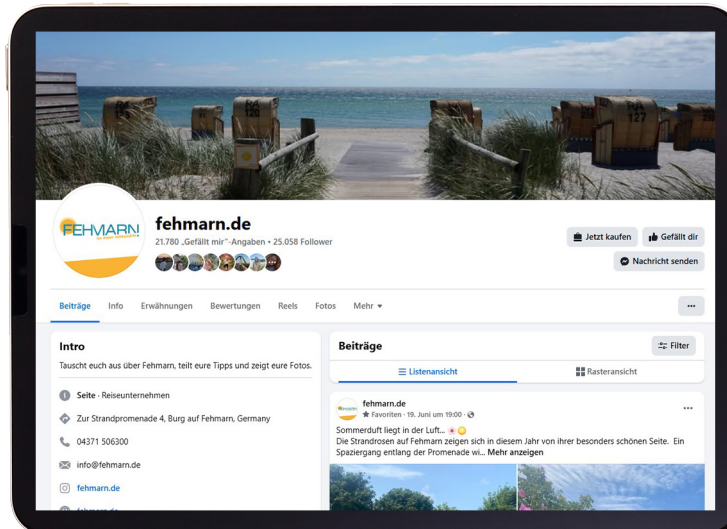 127
FEHMARN!
fehmarn.de
21.780 „Gefällt mir“-Angaben • 25.058 Follower
Jetzt kaufen
Gefällt dir
Nachricht senden
Beiträge Info Erwähnungen Bewertungen Reels Fotos Mehr
Intro
Tauscht euch aus über Fehmarn, teilt eure Tipps und zeigt eure Fotos.
Seite · Reiseunternehmen
Zur Strandpromenade 4, Burg auf Fehmarn, Germany
04371 506300
info@fehmarn.de
fehmarn.de
Beiträge
Filter
Listenansicht
Rasteransicht
fehmarn.de
Favoriten · 19. Juni um 19:00 ·
Sommerduft liegt in der Luft...
Die Strandrosen auf Fehmarn zeigen sich in diesem Jahr von ihrer besonders schönen Seite. Ein
Spaziergang entlang der Promenade wi... Mehr anzeigen